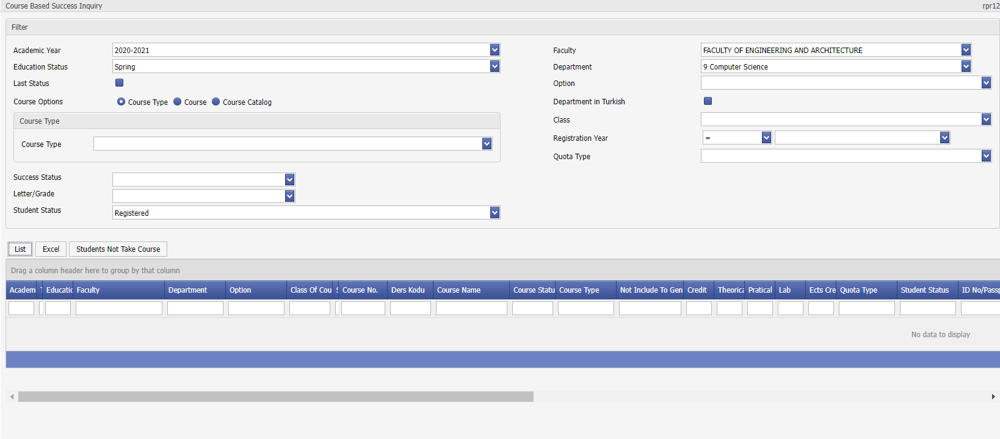 Course Based Success Inquiry rpr12
Filter
Academic Year 2020-2021 Faculty FACULTY OF ENGINEERING AND ARCHITECTURE
Education Status Spring Department 9 Computer Science
Last Status Option
Course Options Course Type Course Course Catalog Department in Turkish
Course Type Class
Course Type Registration Year =
Quota Type
Success Status
Letter/Grade
Student Status Registered
List Excel Students Not Take Course
Drag a column header here to group by that column
Academi Educatic Faculty Department Option Class Of Cou Course No. Ders Kodu Course Name Course Statu Course Type Not Include To Gen Credit Theorica Pratical Lab Ects Cre Quota Type Student Status ID No/Passp
No data to display